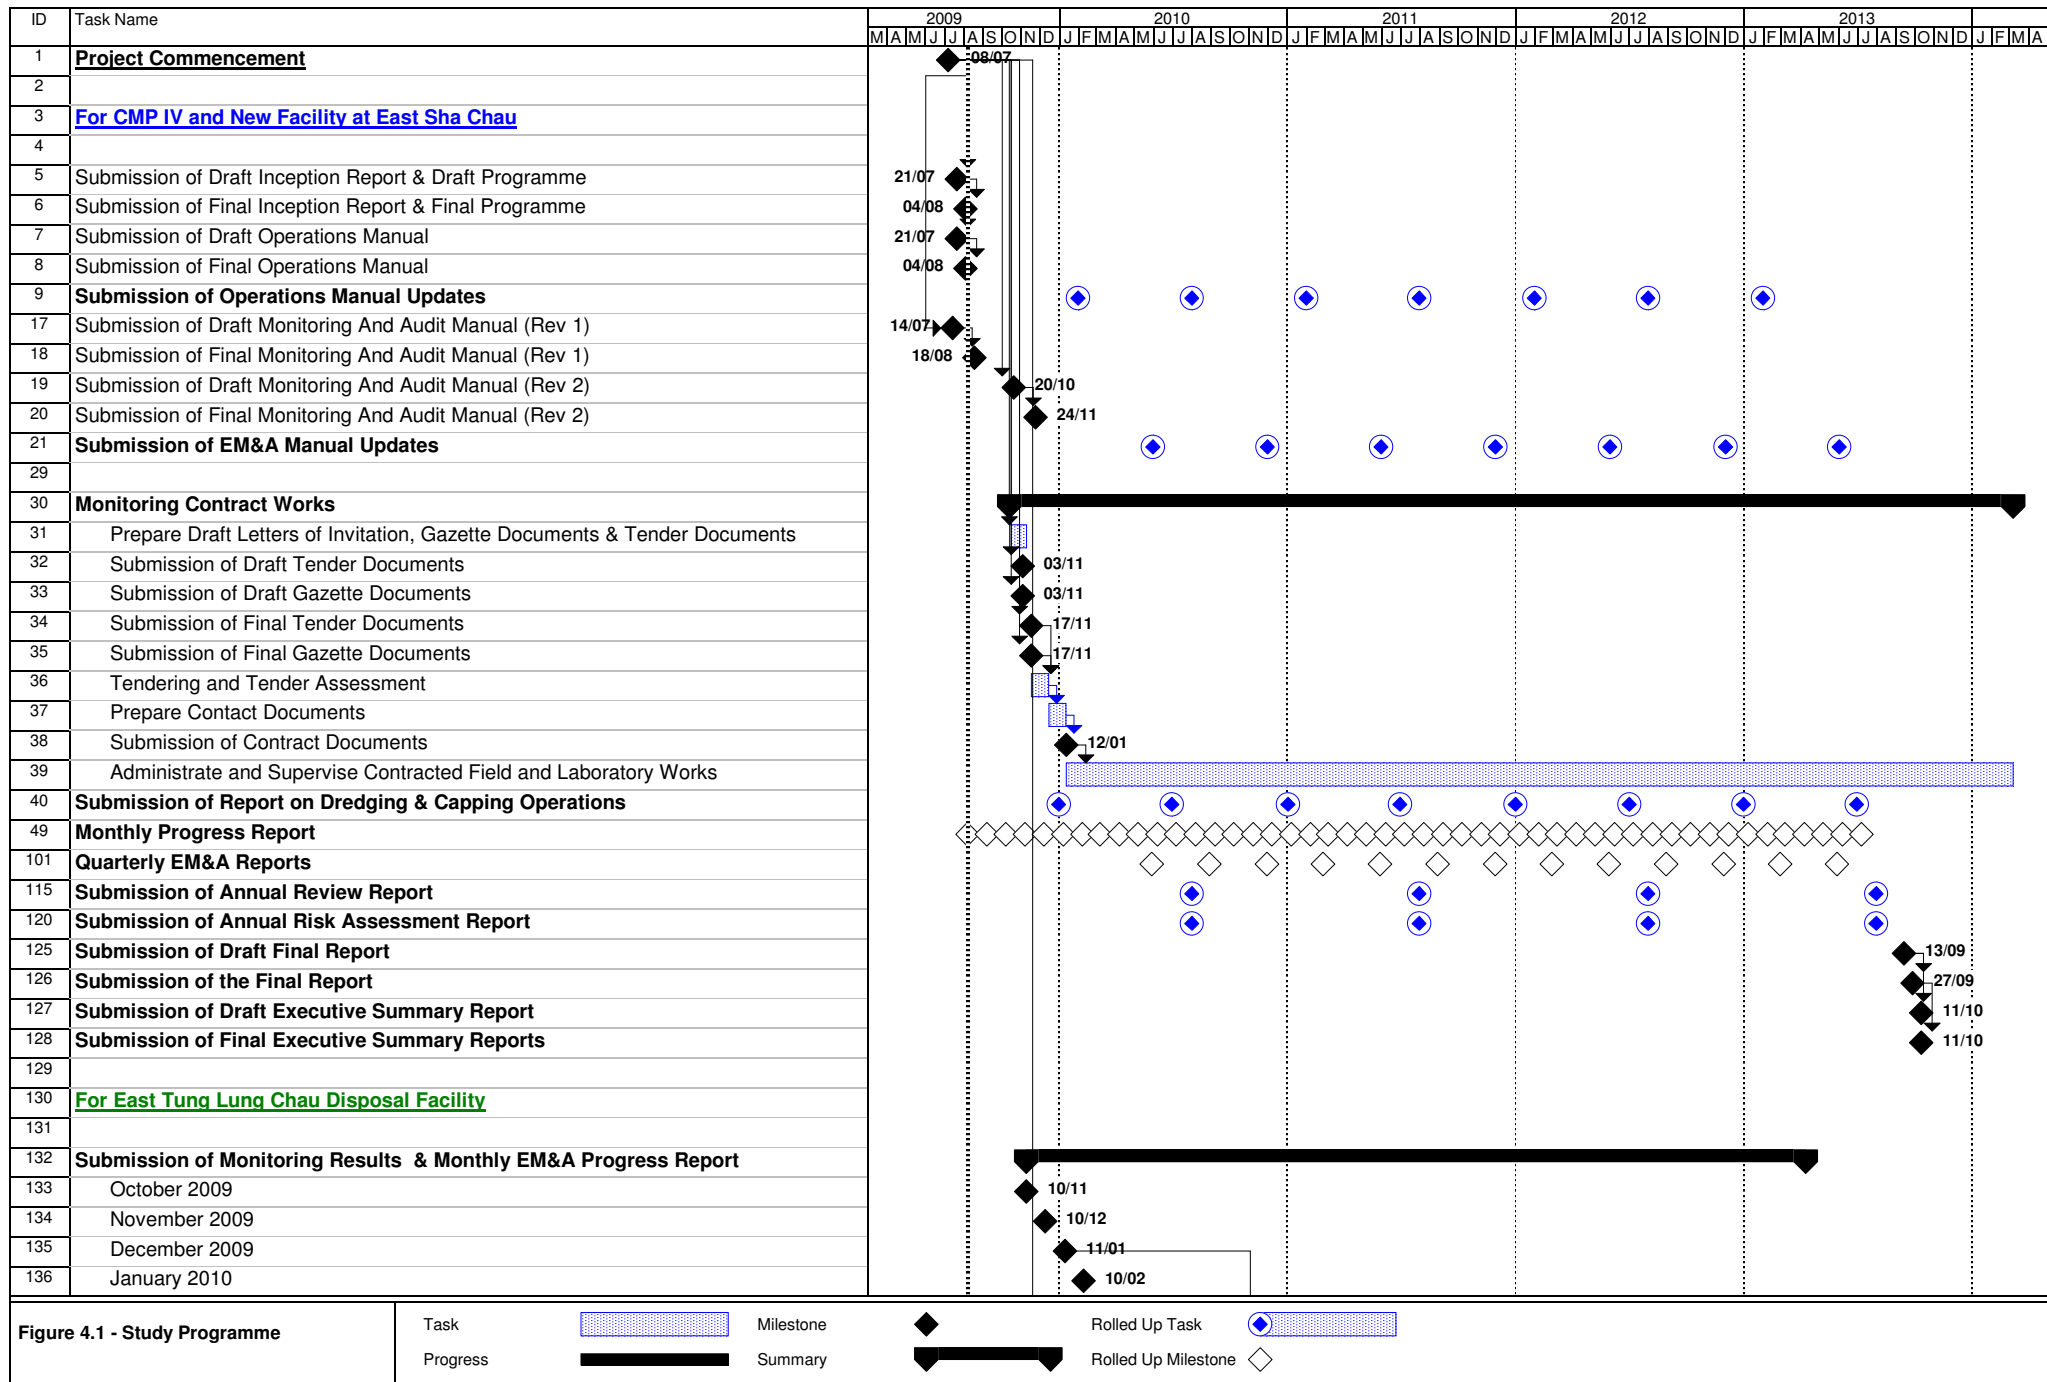 ID Task Name 2009 2010 2011 2012 2013
M A M J J A S O N D J F M A M J J A S O N D J F M A M J J A S O N D J F M A M J J A S O N D J F M A M J J A S O N D J F M A
1 Project Commencement 08/07
2
3 For CMP IV and New Facility at East Sha Chau
4
5 Submission of Draft Inception Report & Draft Programme 21/07
6 Submission of Final Inception Report & Final Programme 04/08
7 Submission of Draft Operations Manual 21/07
8 Submission of Final Operations Manual 04/08
9 Submission of Operations Manual Updates
17 Submission of Draft Monitoring And Audit Manual (Rev 1) 14/07
18 Submission of Final Monitoring And Audit Manual (Rev 1) 18/08
19 Submission of Draft Monitoring And Audit Manual (Rev 2) 20/10
20 Submission of Final Monitoring And Audit Manual (Rev 2) 24/11
21 Submission of EM&A Manual Updates
29
30 Monitoring Contract Works
31 Prepare Draft Letters of Invitation, Gazette Documents & Tender Documents
32 Submission of Draft Tender Documents 03/11
33 Submission of Draft Gazette Documents 03/11
34 Submission of Final Tender Documents 17/11
35 Submission of Final Gazette Documents 17/11
36 Tendering and Tender Assessment
37 Prepare Contact Documents
38 Submission of Contract Documents 12/01
39 Administrate and Supervise Contracted Field and Laboratory Works
40 Submission of Report on Dredging & Capping Operations
49 Monthly Progress Report
101 Quarterly EM&A Reports
115 Submission of Annual Review Report
120 Submission of Annual Risk Assessment Report
125 Submission of Draft Final Report 13/09
126 Submission of the Final Report 27/09
127 Submission of Draft Executive Summary Report 11/10
128 Submission of Final Executive Summary Reports 11/10
129
130 For East Tung Lung Chau Disposal Facility
131
132 Submission of Monitoring Results & Monthly EM&A Progress Report
133 October 2009 10/11
134 November 2009 10/12
135 December 2009 11/01
136 January 2010 10/02
Figure 4.1 - Study Programme
Task Milestone Rolled Up Task
Progress Summary Rolled Up Milestone